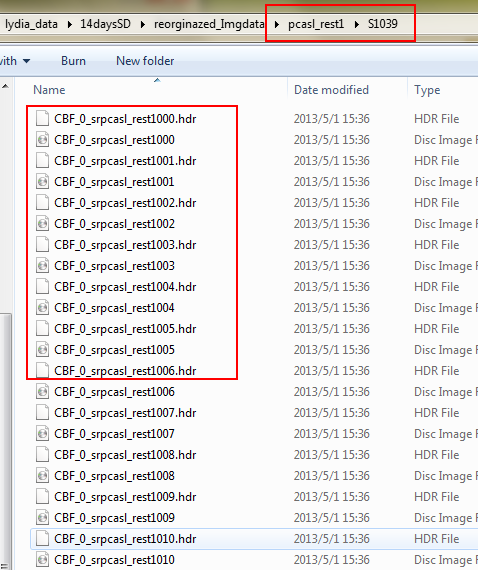 lydia_data ▸ 14daysSD ▸ reorginazed_Imgdata ▸ pcasl_rest1 ▸ S1039
with Burn New folder
Name Date modified Type
CBF_0_srpcasl_rest1000.hdr 2013/5/1 15:36 HDR File
CBF_0_srpcasl_rest1000 2013/5/1 15:36 Disc Image F
CBF_0_srpcasl_rest1001.hdr 2013/5/1 15:36 HDR File
CBF_0_srpcasl_rest1001 2013/5/1 15:36 Disc Image F
CBF_0_srpcasl_rest1002.hdr 2013/5/1 15:36 HDR File
CBF_0_srpcasl_rest1002 2013/5/1 15:36 Disc Image F
CBF_0_srpcasl_rest1003.hdr 2013/5/1 15:36 HDR File
CBF_0_srpcasl_rest1003 2013/5/1 15:36 Disc Image F
CBF_0_srpcasl_rest1004.hdr 2013/5/1 15:36 HDR File
CBF_0_srpcasl_rest1004 2013/5/1 15:36 Disc Image F
CBF_0_srpcasl_rest1005.hdr 2013/5/1 15:36 HDR File
CBF_0_srpcasl_rest1005 2013/5/1 15:36 Disc Image F
CBF_0_srpcasl_rest1006.hdr 2013/5/1 15:36 HDR File
CBF_0_srpcasl_rest1006 2013/5/1 15:36 Disc Image F
CBF_0_srpcasl_rest1007.hdr 2013/5/1 15:36 HDR File
CBF_0_srpcasl_rest1007 2013/5/1 15:36 Disc Image F
CBF_0_srpcasl_rest1008.hdr 2013/5/1 15:36 HDR File
CBF_0_srpcasl_rest1008 2013/5/1 15:36 Disc Image F
CBF_0_srpcasl_rest1009.hdr 2013/5/1 15:36 HDR File
CBF_0_srpcasl_rest1009 2013/5/1 15:36 Disc Image F
CBF_0_srpcasl_rest1010.hdr 2013/5/1 15:36 HDR File
CBF_0_srpcasl_rest1010 2013/5/1 15:36 Disc Image F